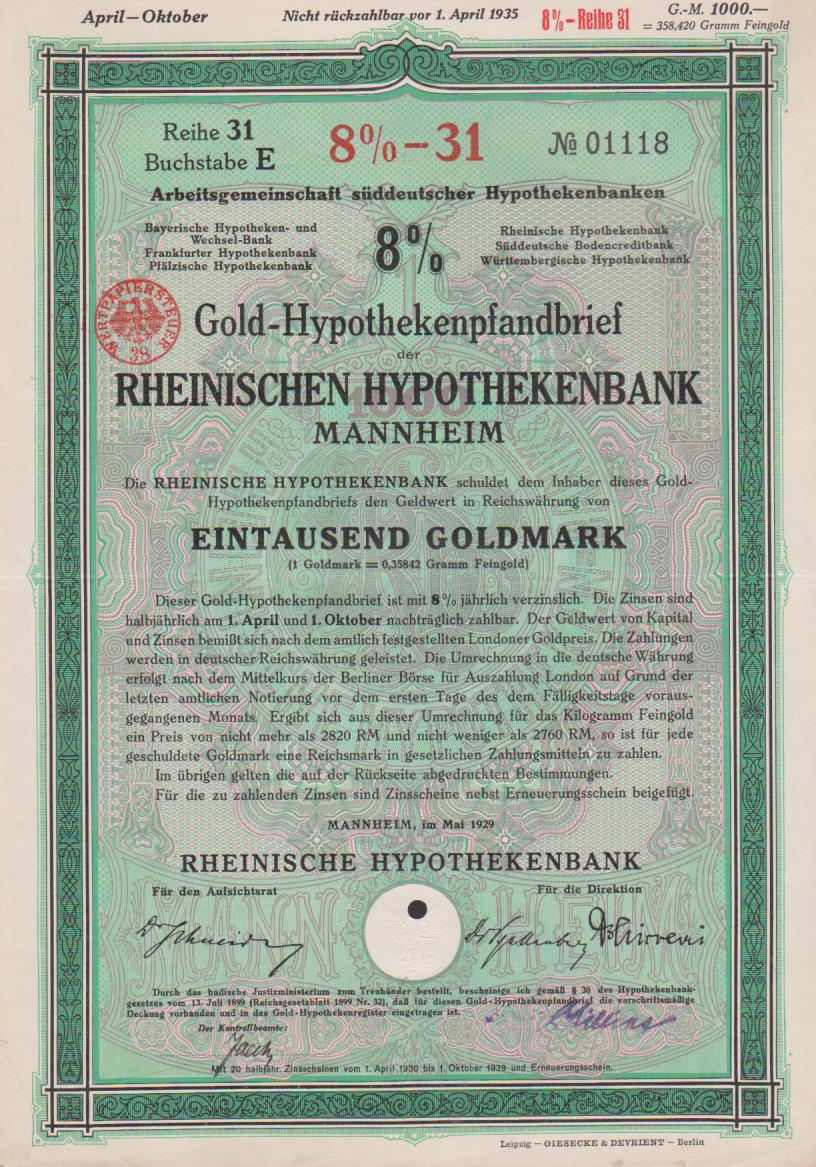 April–Oktober
Nicht rückzahlbar vor 1. April 1935
8%–Reihe 31
G.-M. 1000.—
= 358,420 Gramm Feingold
Reihe 31
Buchstabe E
8%–31
№ 01118
Arbeitsgemeinschaft süddeutscher Hypothekenbanken
Bayerische Hypotheken- und
Wechsel-Bank
Frankfurter Hypothekenbank
Pfälzische Hypothekenbank
8%
Rheinische Hypothekenbank
Süddeutsche Bodencreditbank
Württembergische Hypothekenbank
WERTPAPIERSTEUER
38
Gold-Hypothekenpfandbrief
der
RHEINISCHEN HYPOTHEKENBANK
1000
MANNHEIM
Die RHEINISCHE HYPOTHEKENBANK schuldet dem Inhaber dieses Gold-
Hypothekenpfandbriefs den Geldwert in Reichswährung von
EINTAUSEND GOLDMARK
(1 Goldmark = 0,35842 Gramm Feingold)
Dieser Gold-Hypothekenpfandbrief ist mit 8% jährlich verzinslich. Die Zinsen sind
halbjährlich am 1. April und 1. Oktober nachträglich zahlbar. Der Geldwert von Kapital
und Zinsen bemißt sich nach dem amtlich festgestellten Londoner Goldpreis. Die Zahlungen
werden in deutscher Reichswährung geleistet. Die Umrechnung in die deutsche Währung
erfolgt nach dem Mittelkurs der Berliner Börse für Auszahlung London auf Grund der
letzten amtlichen Notierung vor dem ersten Tage des dem Fälligkeitstage voraus-
gegangenen Monats. Ergibt sich aus dieser Umrechnung für das Kilogramm Feingold
ein Preis von nicht mehr als 2820 RM und nicht weniger als 2760 RM, so ist für jede
geschuldete Goldmark eine Reichsmark in gesetzlichen Zahlungsmitteln zu zahlen.
Im übrigen gelten die auf der Rückseite abgedruckten Bestimmungen.
Für die zu zahlenden Zinsen sind Zinsscheine nebst Erneuerungsschein beigefügt.
MANNHEIM, im Mai 1929
RHEINISCHE HYPOTHEKENBANK
Für den Aufsichtsrat
Für die Direktion
MANNHEIM
Durch das badische Justizministerium zum Treuhänder bestellt, bescheinige ich gemäß § 30 des Hypothekenbank-
gesetzes vom 13. Juli 1899 (Reichsgesetzblatt 1899 Nr. 32), daß für diesen Gold-Hypothekenpfandbrief die vorschriftsmäßige
Deckung vorhanden und in das Gold-Hypothekenregister eingetragen ist.
Der Kontrollbeamte:
Mit 20 halbjähr. Zinsscheinen vom 1. April 1930 bis 1. Oktober 1939 und Erneuerungsschein.
Leipzig — GIESECKE & DEVRIENT — Berlin